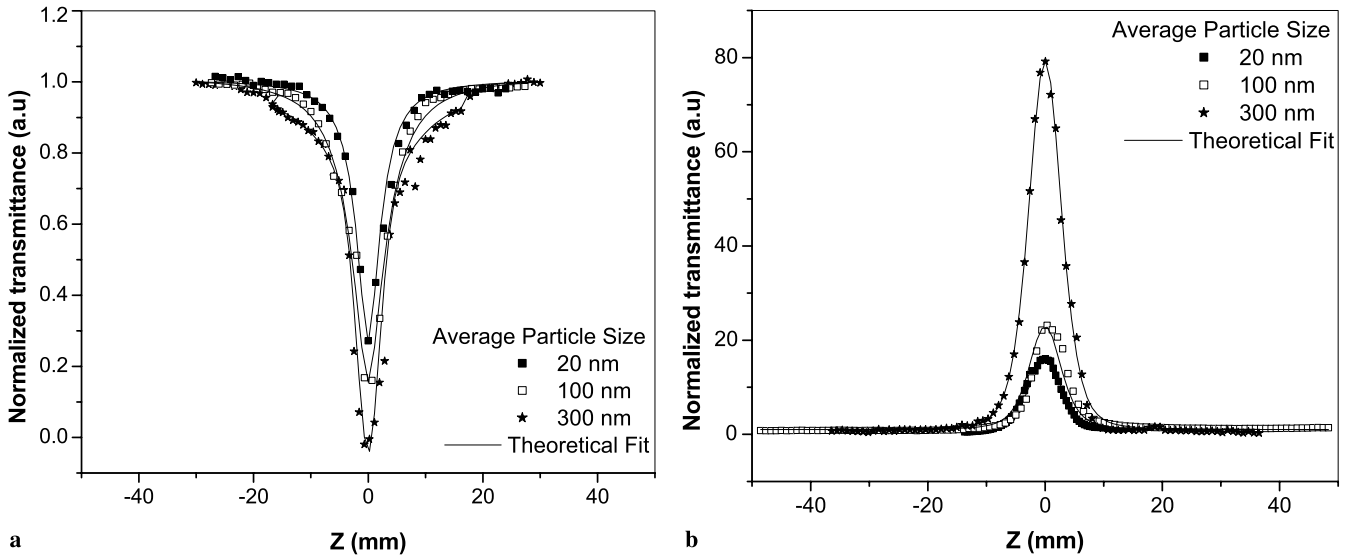 1.2
1.0
0.8
0.6
0.4
0.2
0.0
Normalized transmittance (a.u)
Average Particle Size
20 nm
100 nm
300 nm
Theoretical Fit
-40
-20
0
20
40
Z (mm)
a
80
60
40
20
0
Normalized transmittance (a.u)
Average Particle Size
20 nm
100 nm
300 nm
Theoretical Fit
-40
-20
0
20
40
Z (mm)
b